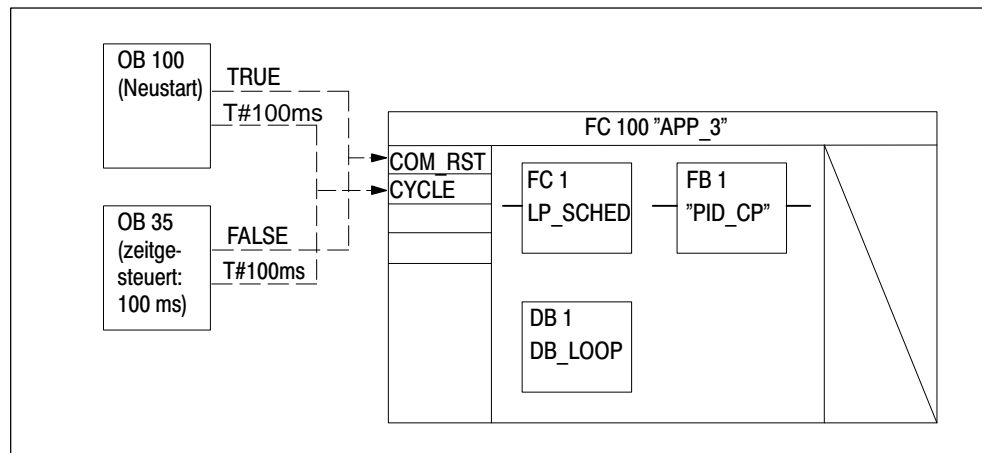 OB 100
(Neustart)
TRUE
T#100ms
FC 100 ”APP_3”
COM_RST
CYCLE
FC 1
LP_SCHED
FB 1
”PID_CP”
OB 35
(zeitge-
steuert:
100 ms)
FALSE
T#100ms
DB 1
DB_LOOP